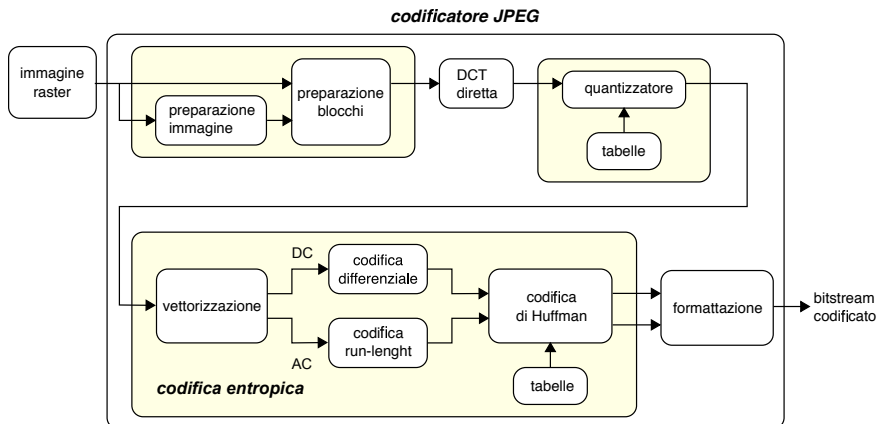 codificatore JPEG
immagine
raster
preparazione
immagine
preparazione
blocchi
DCT
diretta
quantizzatore
tabelle
vettorizzazione
DC
codifica
differenziale
AC
codifica
run-lenght
codifica
di Huffman
tabelle
formattazione
bitstream
codificato
codifica entropica